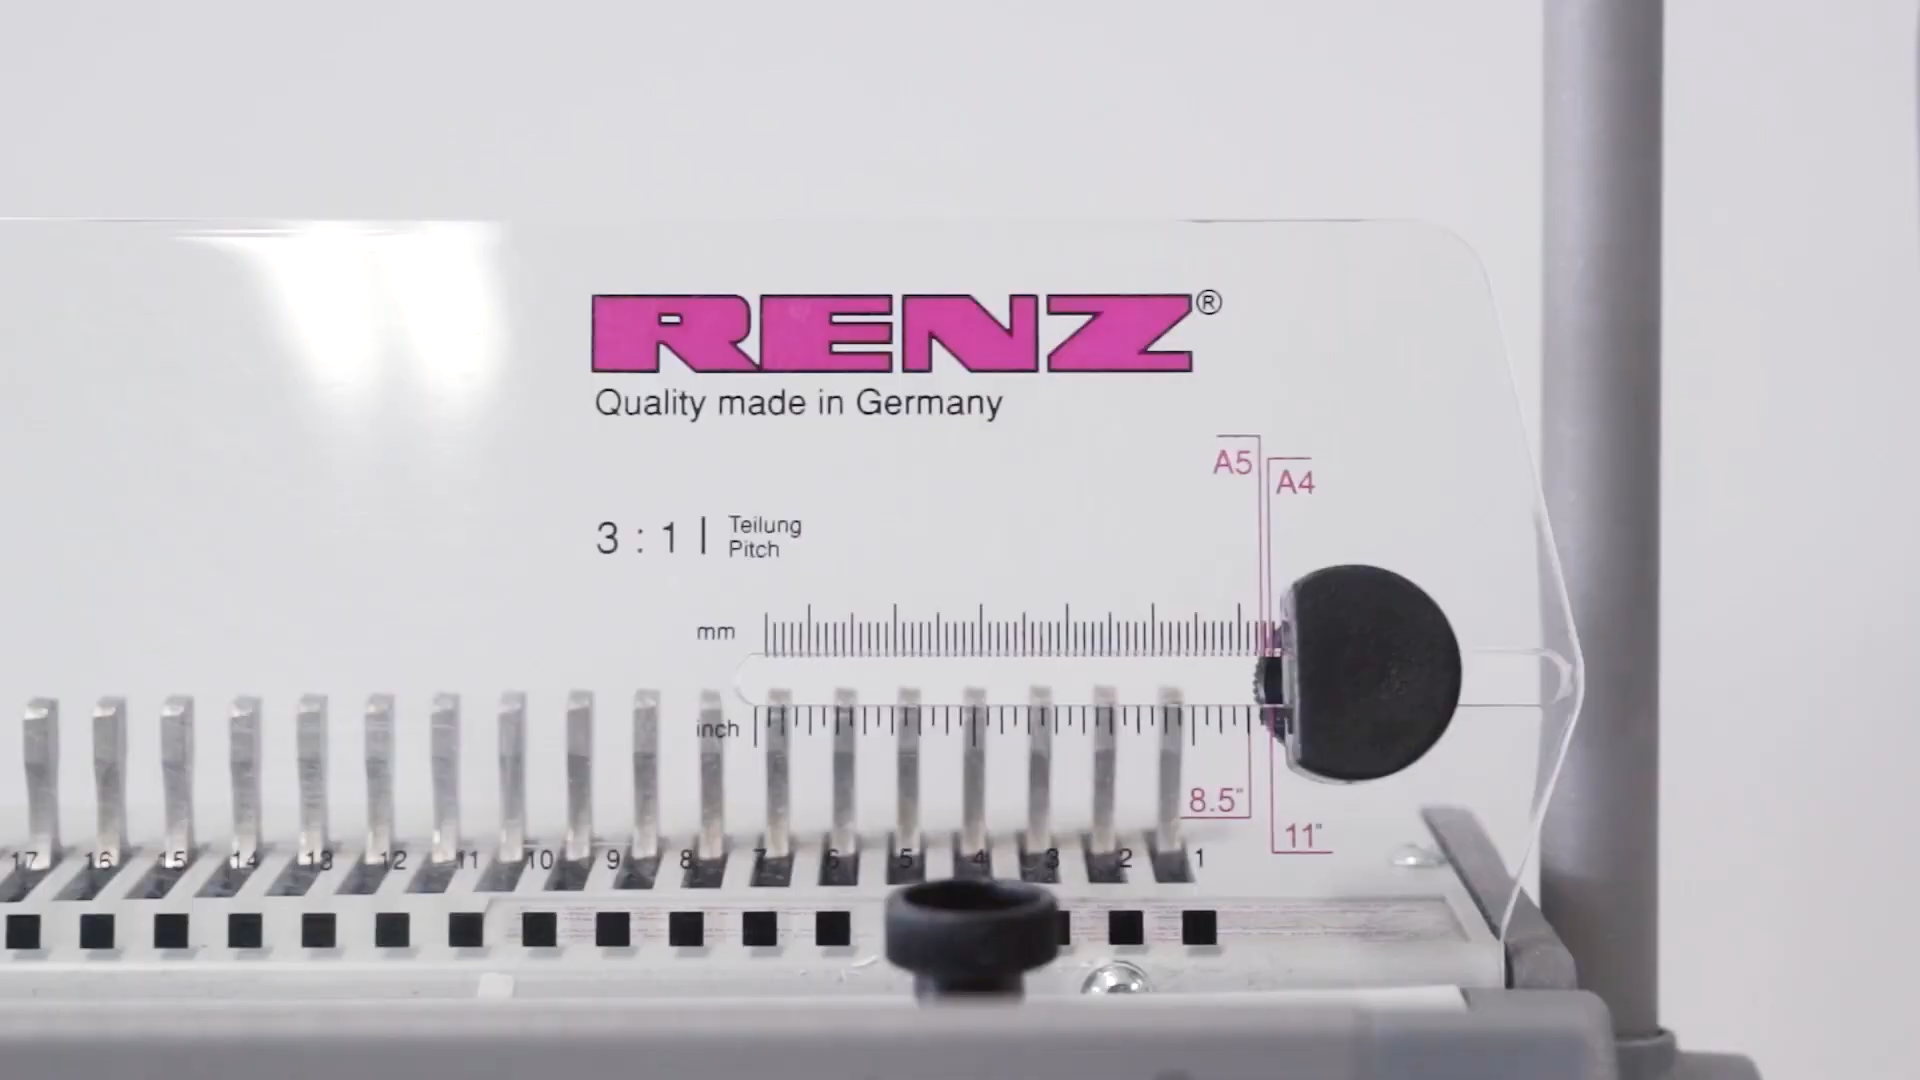 RENZ®
Quality made in Germany
A5
A4
3 : 1 | Teilung
Pitch
mm
inch
8.5"
11"
17 16 15 14 13 12 11 10 9 8 7 6 5 4 3 2 1